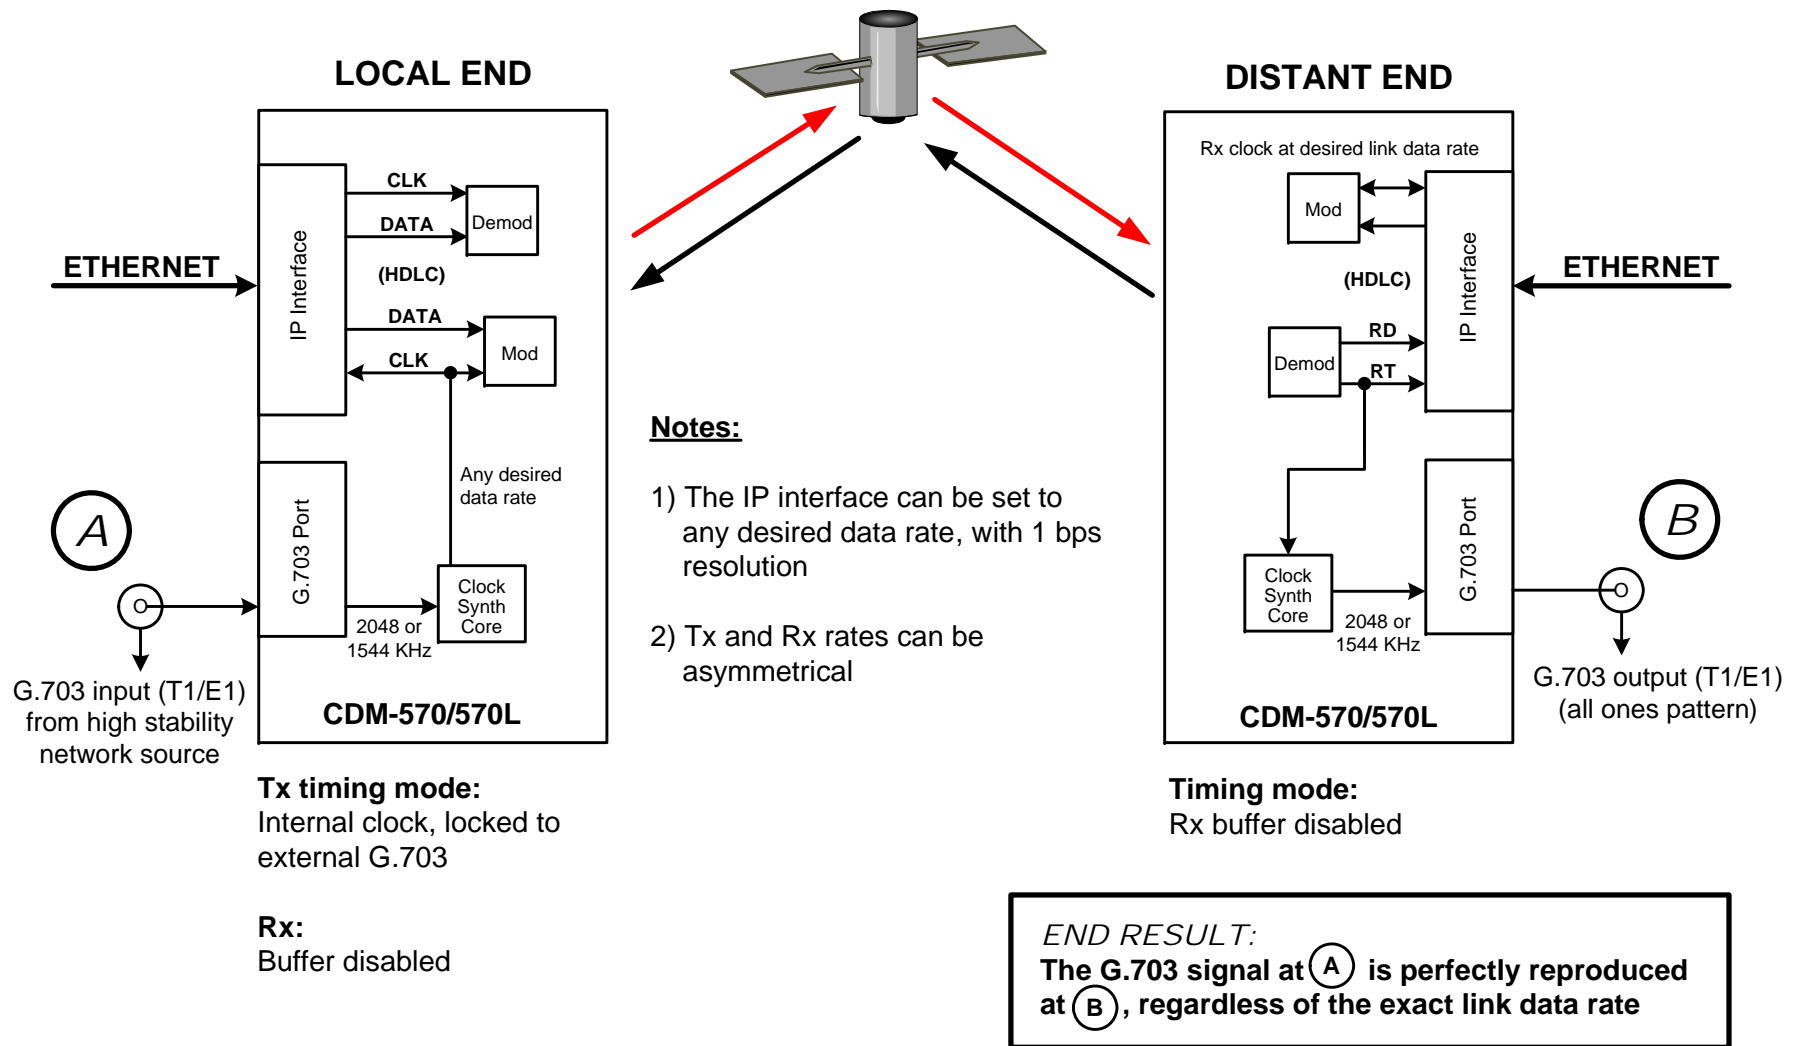 LOCAL END
DISTANT END
CLK
DATA
Demod
(HDLC)
IP Interface
ETHERNET
DATA
CLK
Mod
Any desired
data rate
A
G.703 Port
2048 or
1544 KHz
Clock
Synth
Core
G.703 input (T1/E1)
from high stability
network source
CDM-570/570L
Tx timing mode:
Internal clock, locked to
external G.703
Rx:
Buffer disabled
Notes:
1) The IP interface can be set to
any desired data rate, with 1 bps
resolution
2) Tx and Rx rates can be
asymmetrical
Rx clock at desired link data rate
Mod
IP Interface
(HDLC)
ETHERNET
RD
Demod
RT
G.703 Port
B
Clock
Synth
Core
2048 or
1544 KHz
G.703 output (T1/E1)
(all ones pattern)
CDM-570/570L
Timing mode:
Rx buffer disabled
END RESULT:
The G.703 signal at A is perfectly reproduced
at B, regardless of the exact link data rate